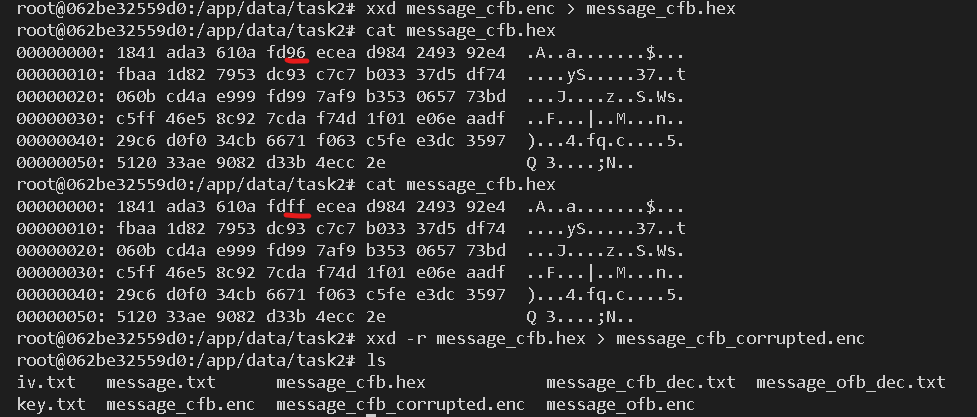 root@062be32559d0:/app/data/task2# xxd message_cfb.enc > message_cfb.hex
root@062be32559d0:/app/data/task2# cat message_cfb.hex
00000000: 1841 ada3 610a fd96 ecea d984 2493 92e4  .A..a.......$...
00000010: fbaa 1d82 7953 dc93 c7c7 b033 37d5 df74  ....yS.....37..t
00000020: 060b cd4a e999 fd99 7af9 b353 0657 73bd  ...J....z..S.Ws.
00000030: c5ff 46e5 8c92 7cda f74d 1f01 e06e aadf  ..F...|..M...n..
00000040: 29c6 d0f0 34cb 6671 f063 c5fe e3dc 3597  )...4.fq.c....5.
00000050: 5120 33ae 9082 d33b 4ecc 2e              Q 3....;N..
root@062be32559d0:/app/data/task2# cat message_cfb.hex
00000000: 1841 ada3 610a fdff ecea d984 2493 92e4  .A..a.......$...
00000010: fbaa 1d82 7953 dc93 c7c7 b033 37d5 df74  ....yS.....37..t
00000020: 060b cd4a e999 fd99 7af9 b353 0657 73bd  ...J....z..S.Ws.
00000030: c5ff 46e5 8c92 7cda f74d 1f01 e06e aadf  ..F...|..M...n..
00000040: 29c6 d0f0 34cb 6671 f063 c5fe e3dc 3597  )...4.fq.c....5.
00000050: 5120 33ae 9082 d33b 4ecc 2e              Q 3....;N..
root@062be32559d0:/app/data/task2# xxd -r message_cfb.hex > message_cfb_corrupted.enc
root@062be32559d0:/app/data/task2# ls
iv.txt   message.txt      message_cfb.hex            message_cfb_dec.txt  message_ofb_dec.txt
key.txt  message_cfb.enc  message_cfb_corrupted.enc  message_ofb.enc